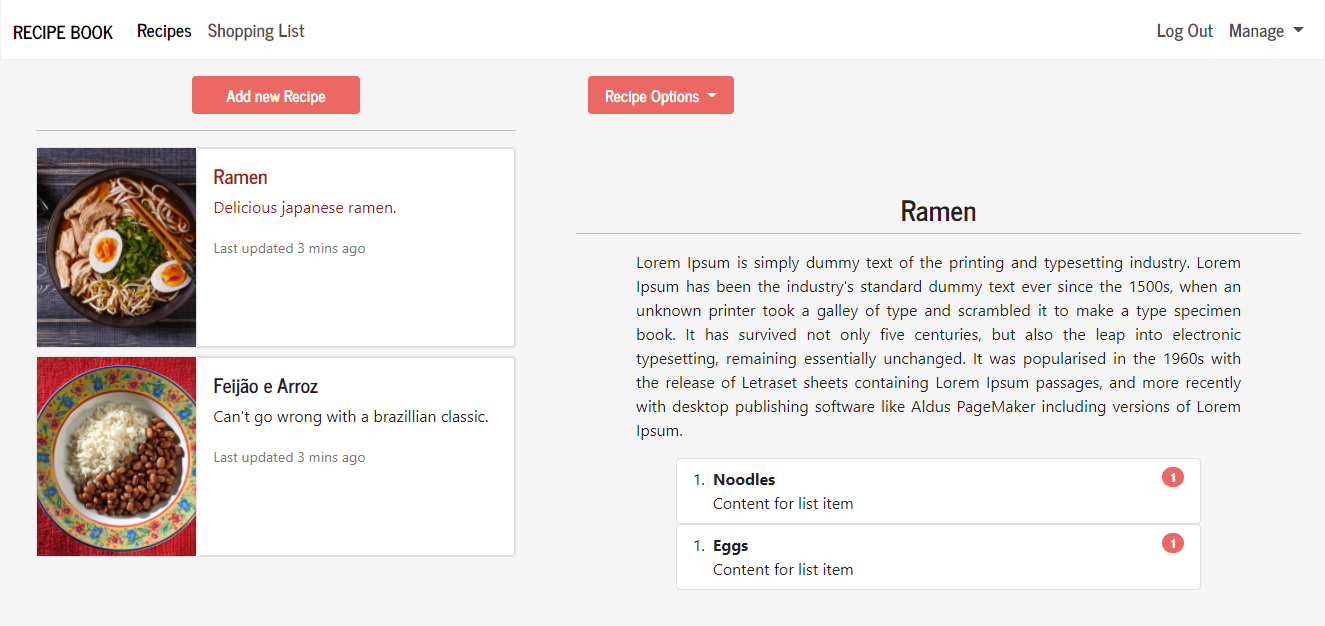 RECIPE BOOK Recipes Shopping List Log Out Manage
Add new Recipe
Ramen
Delicious japanese ramen.
Last updated 3 mins ago
Feijão e Arroz
Can't go wrong with a brazillian classic.
Last updated 3 mins ago
Recipe Options
Ramen
Lorem Ipsum is simply dummy text of the printing and typesetting industry. Lorem
Ipsum has been the industry's standard dummy text ever since the 1500s, when an
unknown printer took a galley of type and scrambled it to make a type specimen
book. It has survived not only five centuries, but also the leap into electronic
typesetting, remaining essentially unchanged. It was popularised in the 1960s with
the release of Letraset sheets containing Lorem Ipsum passages, and more recently
with desktop publishing software like Aldus PageMaker including versions of Lorem
Ipsum.
1. Noodles 1
Content for list item
1. Eggs 1
Content for list item